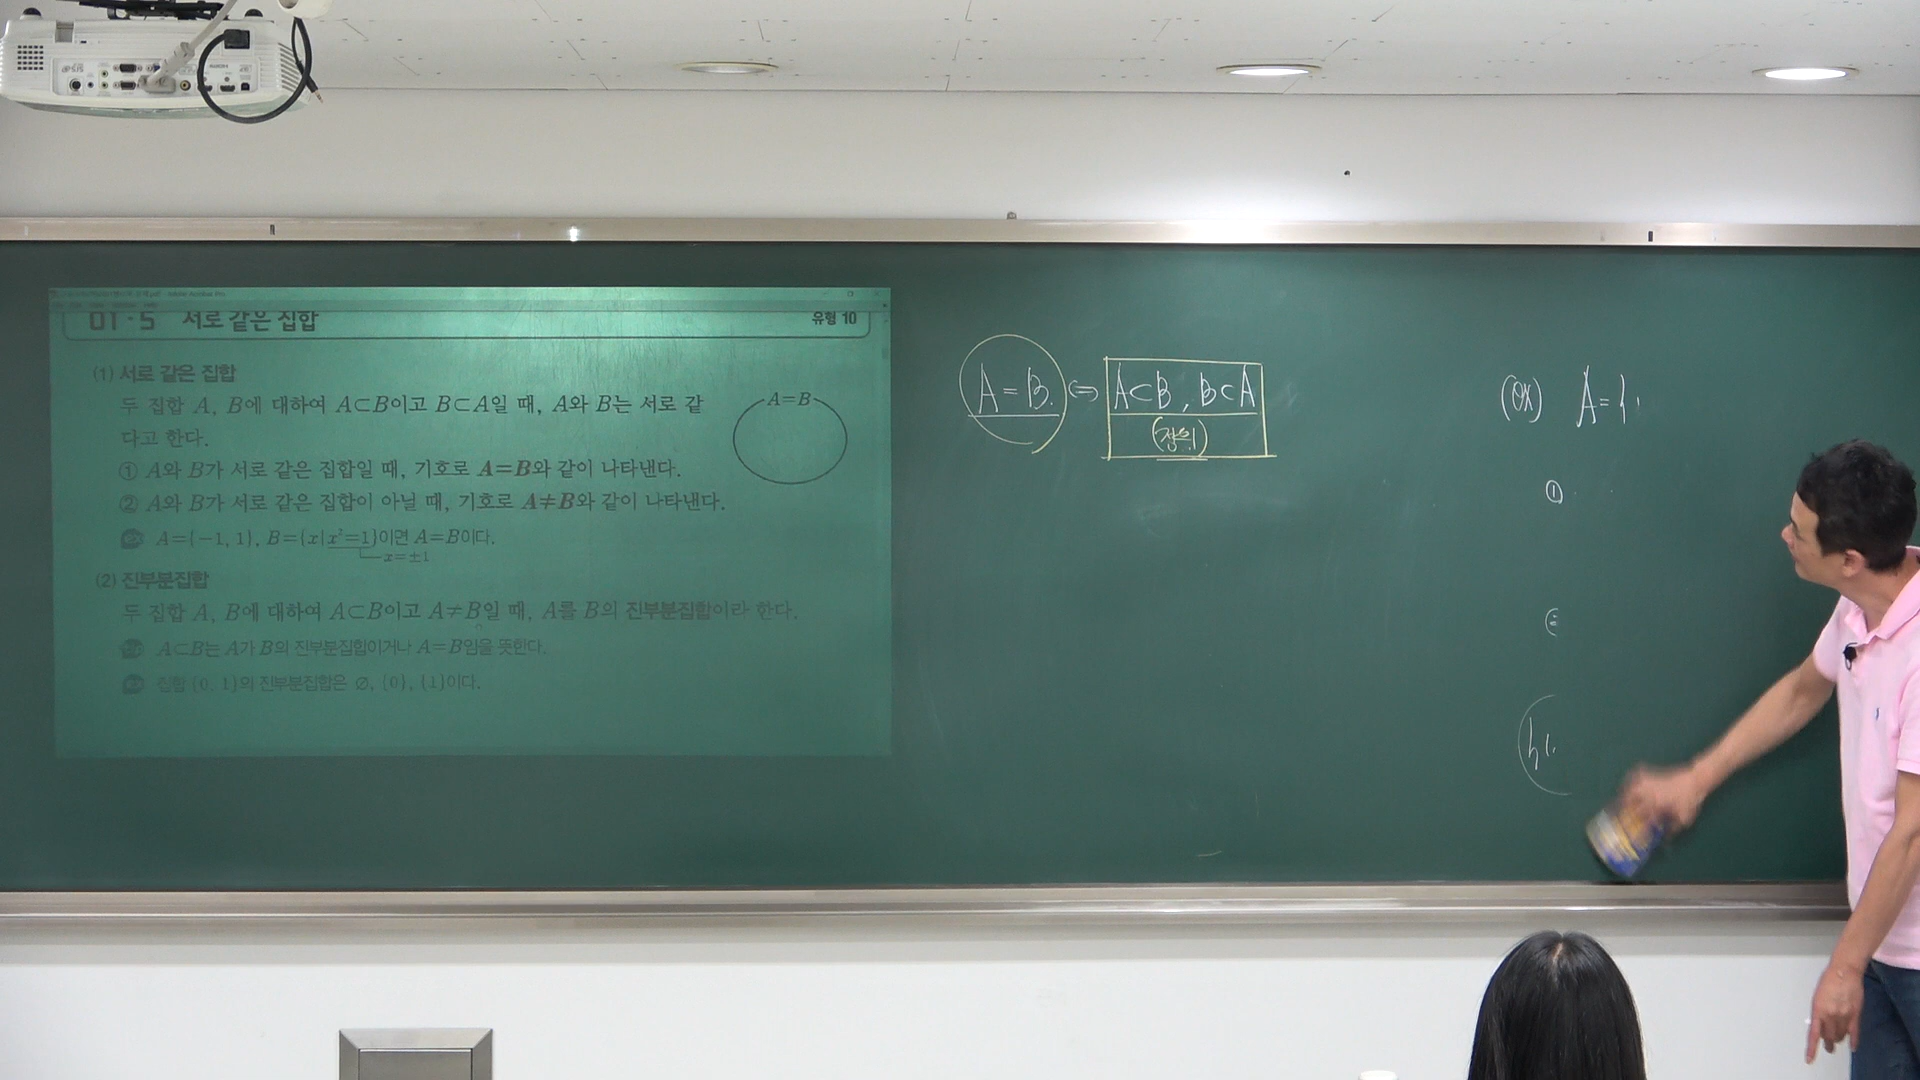 01·5 서로 같은 집합
유형 10
(1) 서로 같은 집합
두 집합 A, B에 대하여 A⊂B이고 B⊂A일 때, A와 B는 서로 같
다고 한다.
A=B
① A와 B가 서로 같은 집합일 때, 기호로 A=B와 같이 나타낸다.
② A와 B가 서로 같은 집합이 아닐 때, 기호로 A≠B와 같이 나타낸다.
A={-1, 1}, B={x|x²=1}이면 A=B이다.
x=±1
(2) 진부분집합
두 집합 A, B에 대하여 A⊂B이고 A≠B일 때, A를 B의 진부분집합이라 한다.
A⊂B는 A가 B의 진부분집합이거나 A=B임을 뜻한다.
집합 {0, 1}의 진부분집합은 ∅, {0}, {1}이다.
A=B. ⇔ A⊂B, B⊂A
(정의)
(ex) A={
①